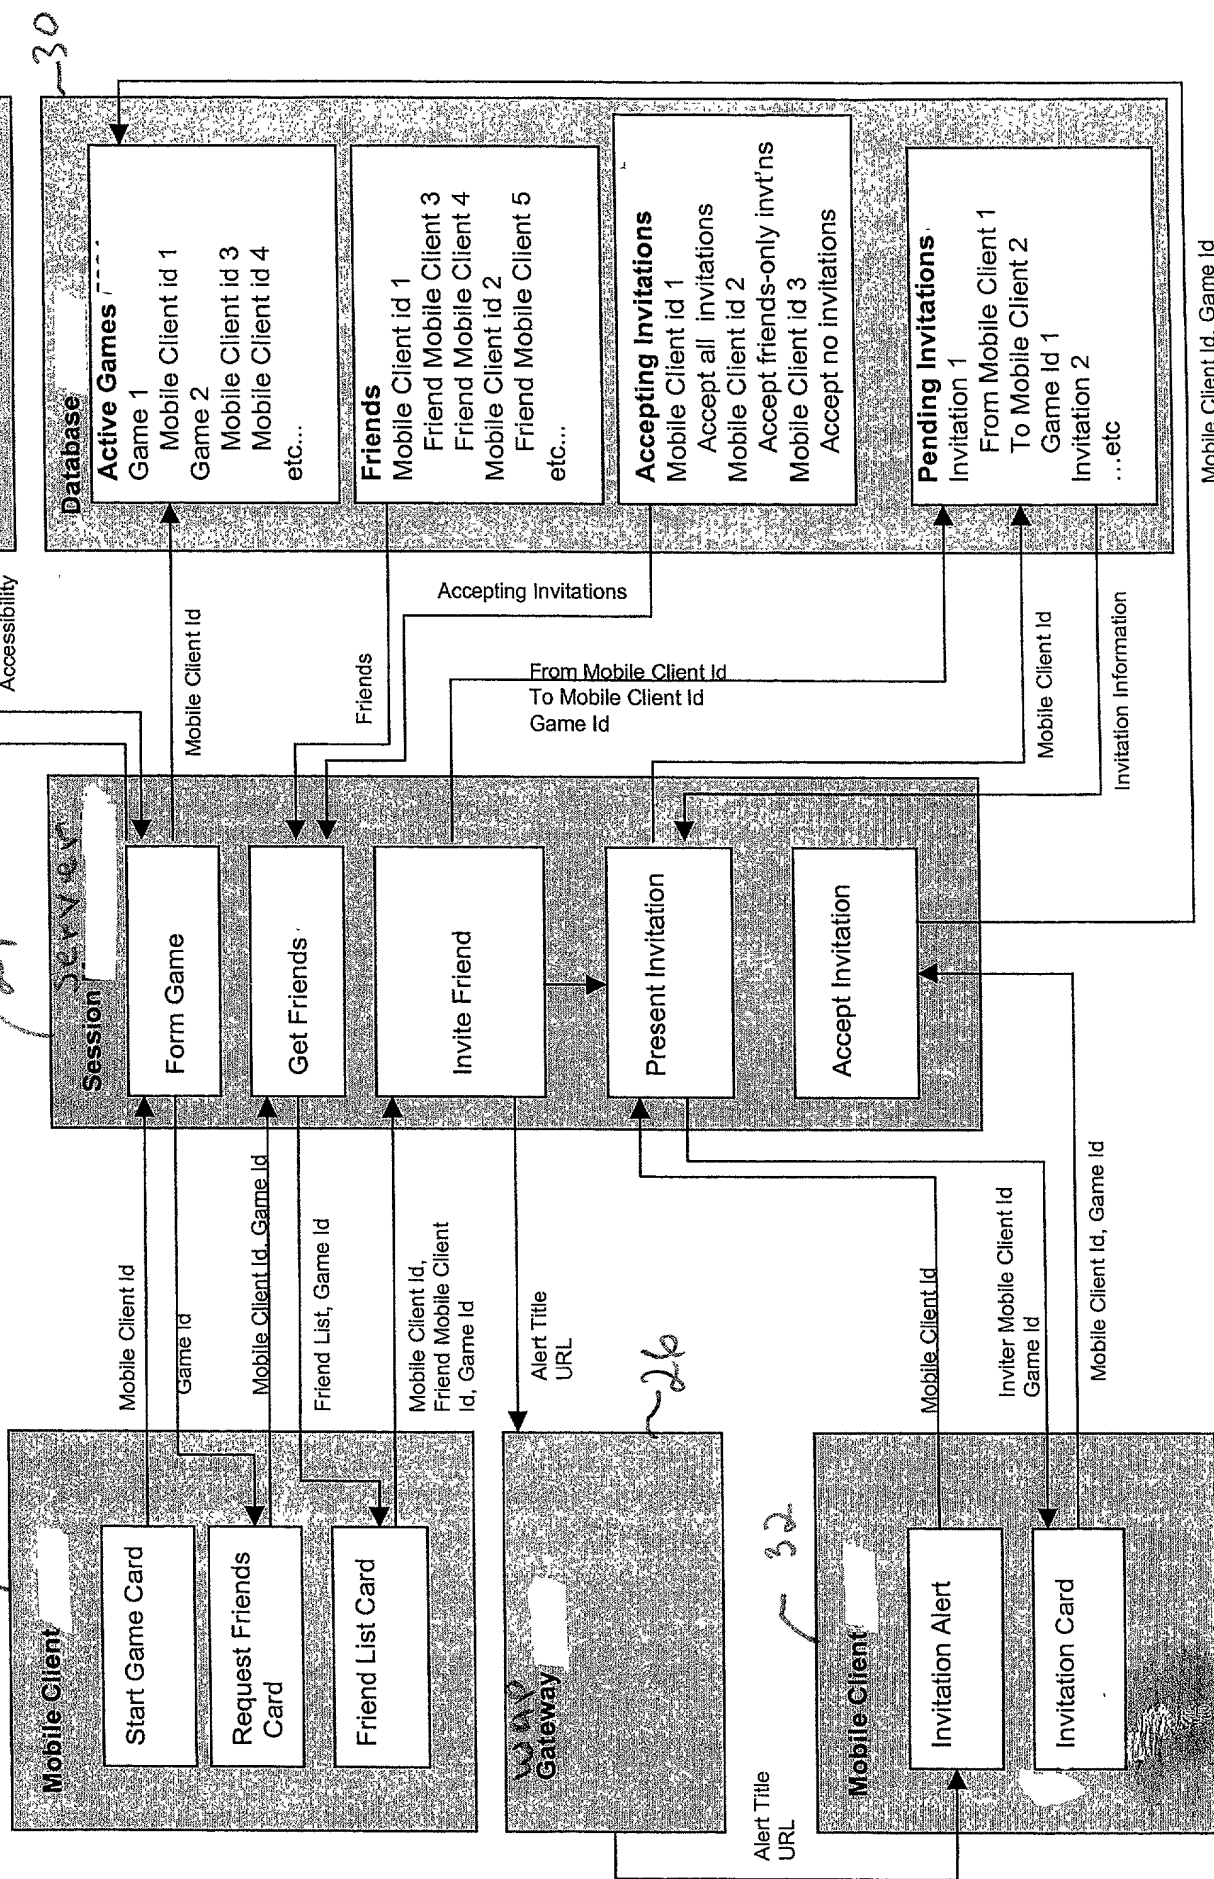 Mobile Client
Start Game Card
Request Friends
Card
Friend List Card
wap
Gateway
26
Alert Title
URL
32
Mobile Client
Invitation Alert
Invitation Card
Mobile Client Id
Game Id
Mobile Client Id, Game Id
Friend List, Game Id
Mobile Client Id,
Friend Mobile Client
Id, Game Id
Alert Title
URL
Mobile Client Id
Inviter Mobile Client Id
Game Id
Mobile Client Id, Game Id
Session
server
Form Game
Get Friends
Invite Friend
Present Invitation
Accept Invitation
Accessibility
Mobile Client Id
Friends
Accepting Invitations
From Mobile Client Id
To Mobile Client Id
Game Id
Mobile Client Id
Invitation Information
Mobile Client Id, Game Id
30
Database
Active Games
Game 1
Mobile Client id 1
Game 2
Mobile Client id 3
Mobile Client id 4
etc...
Friends
Mobile Client id 1
Friend Mobile Client 3
Friend Mobile Client 4
Mobile Client id 2
Friend Mobile Client 5
etc...
Accepting Invitations
Mobile Client id 1
Accept all invitations
Mobile Client id 2
Accept friends-only invt'ns
Mobile Client id 3
Accept no invitations
Pending Invitations
Invitation 1
From Mobile Client 1
To Mobile Client 2
Game Id 1
Invitation 2
...etc